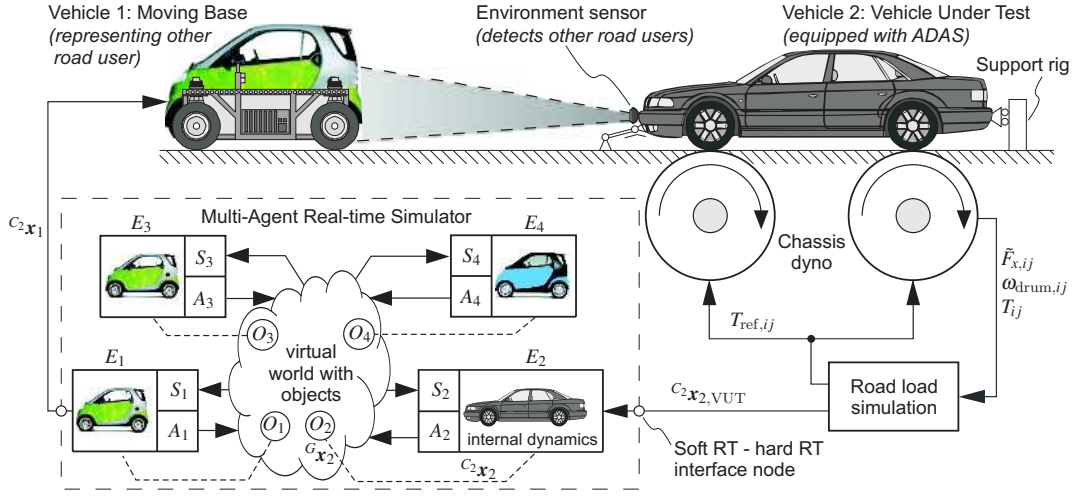 Vehicle 1: Moving Base
(representing other
road user)
Environment sensor
(detects other road users)
Vehicle 2: Vehicle Under Test
(equipped with ADAS)
Support rig
C₂x₁
Multi-Agent Real-time Simulator
E₃
S₃
A₃
E₄
S₄
A₄
O₃
O₄
virtual
world with
objects
E₁
S₁
A₁
O₁
O₂
ᴳx₂
E₂
S₂
A₂
internal dynamics
C₂x₂
Chassis
dyno
F̃x,ij
ωdrum,ij
Tij
Tref,ij
Road load
simulation
C₂x₂,VUT
Soft RT - hard RT
interface node